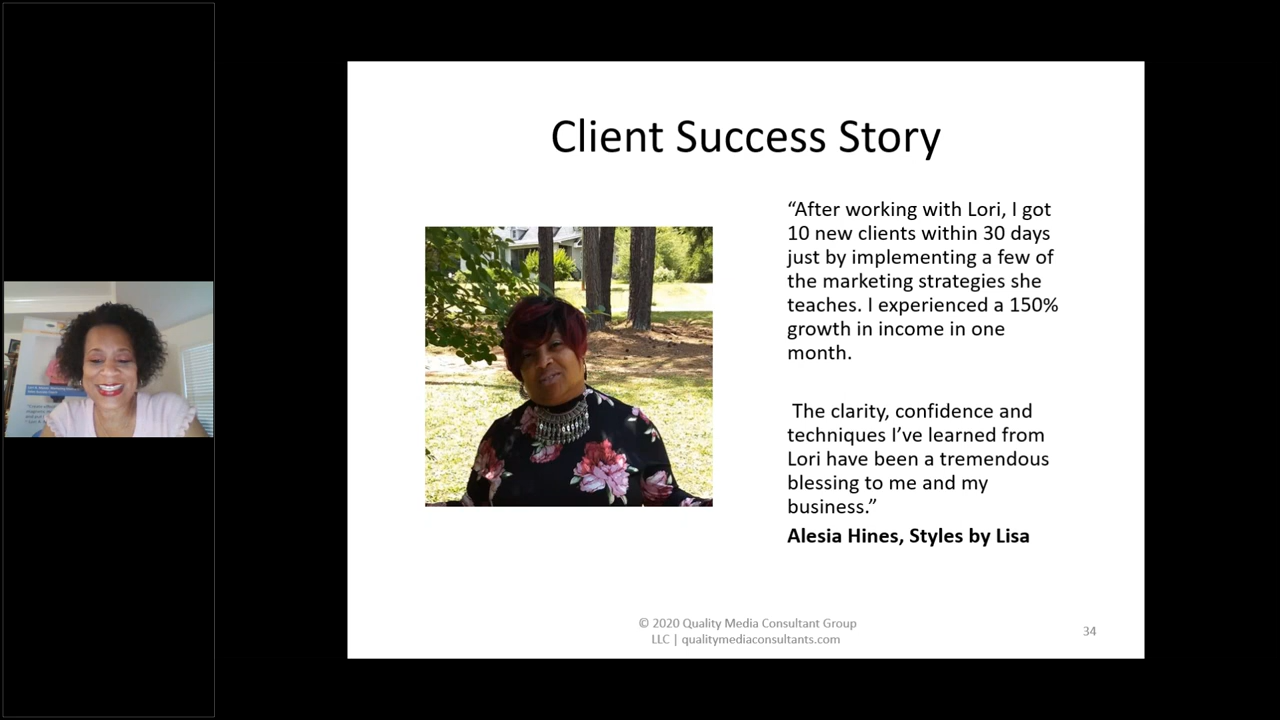 Client Success Story
“After working with Lori, I got
10 new clients within 30 days
just by implementing a few of
the marketing strategies she
teaches. I experienced a 150%
growth in income in one
month.
The clarity, confidence and
techniques I’ve learned from
Lori have been a tremendous
blessing to me and my
business.”
Alesia Hines, Styles by Lisa
© 2020 Quality Media Consultant Group
LLC | qualitymediaconsultants.com
34